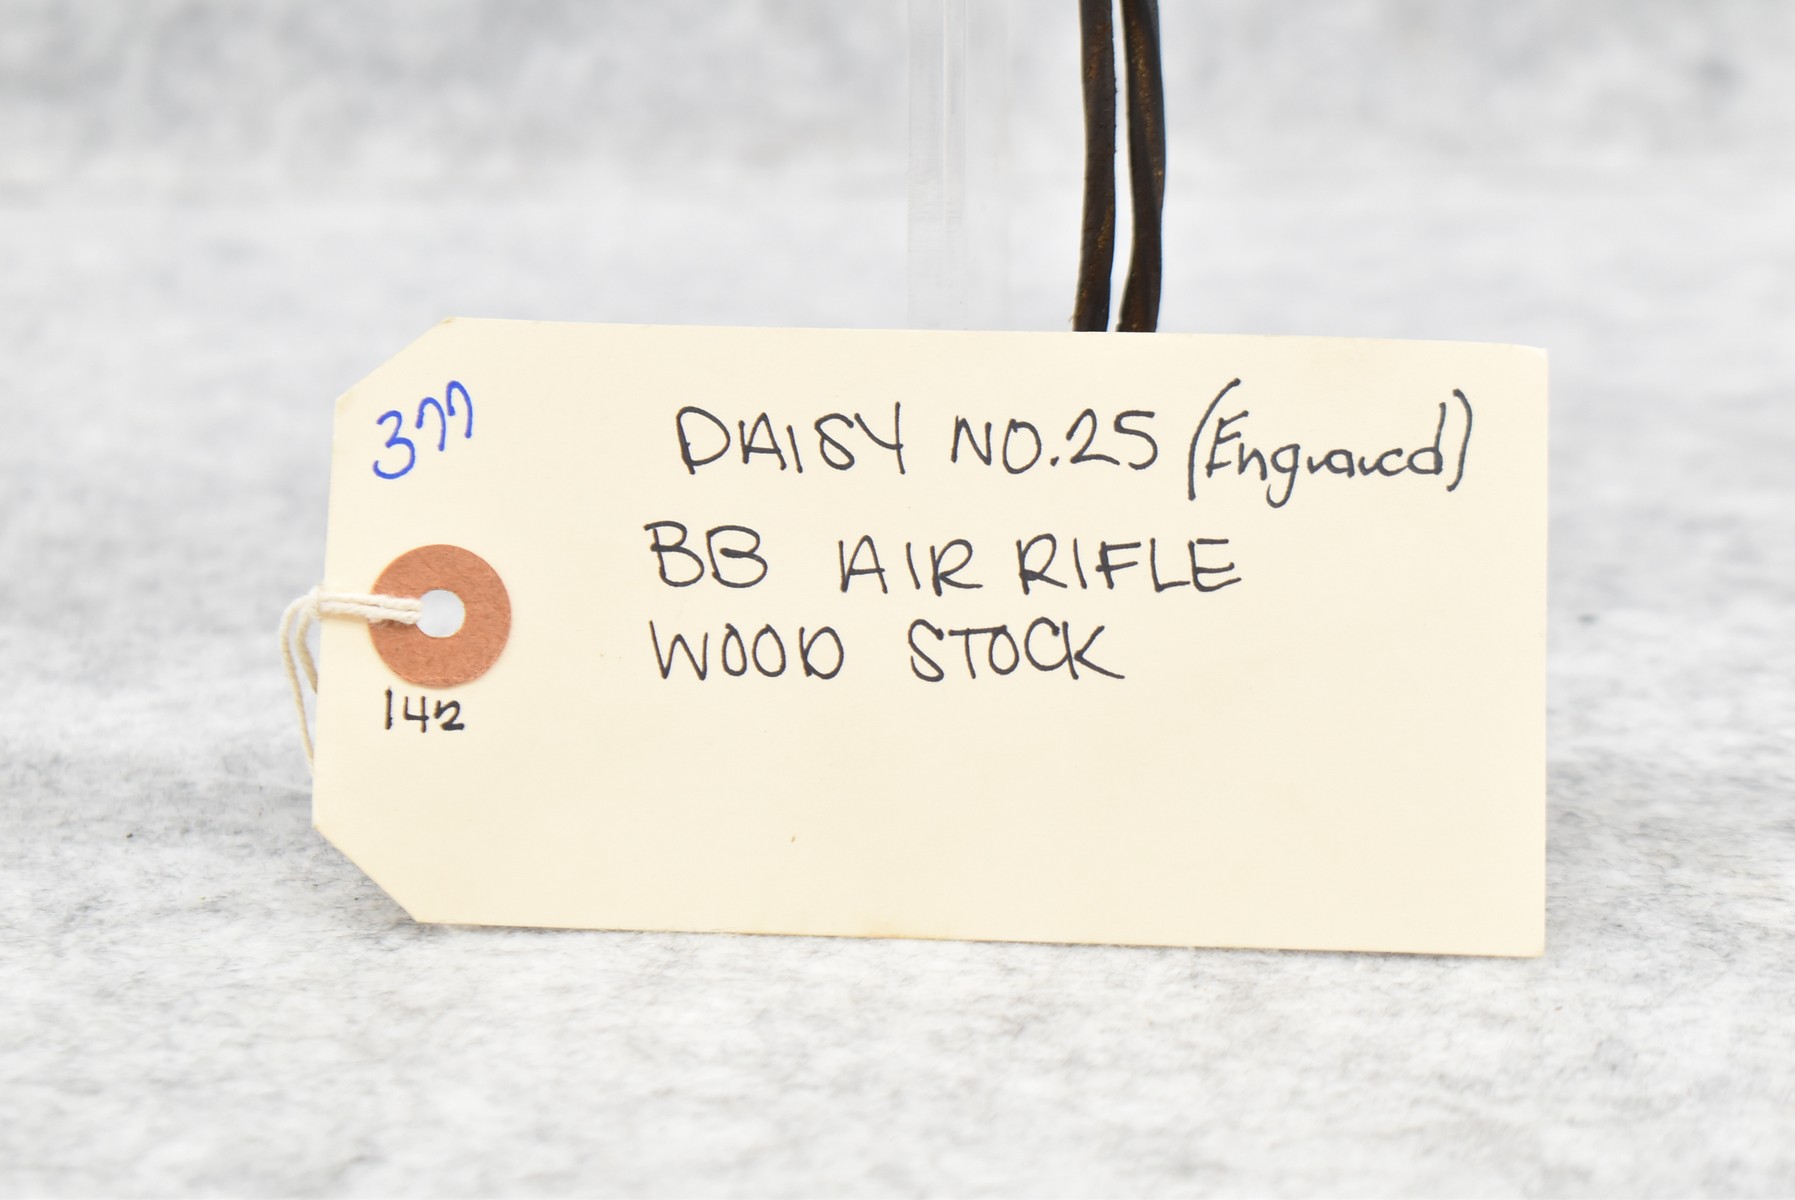 377
DAISY NO.25 (Engraved)
BB AIR RIFLE
WOOD STOCK
142